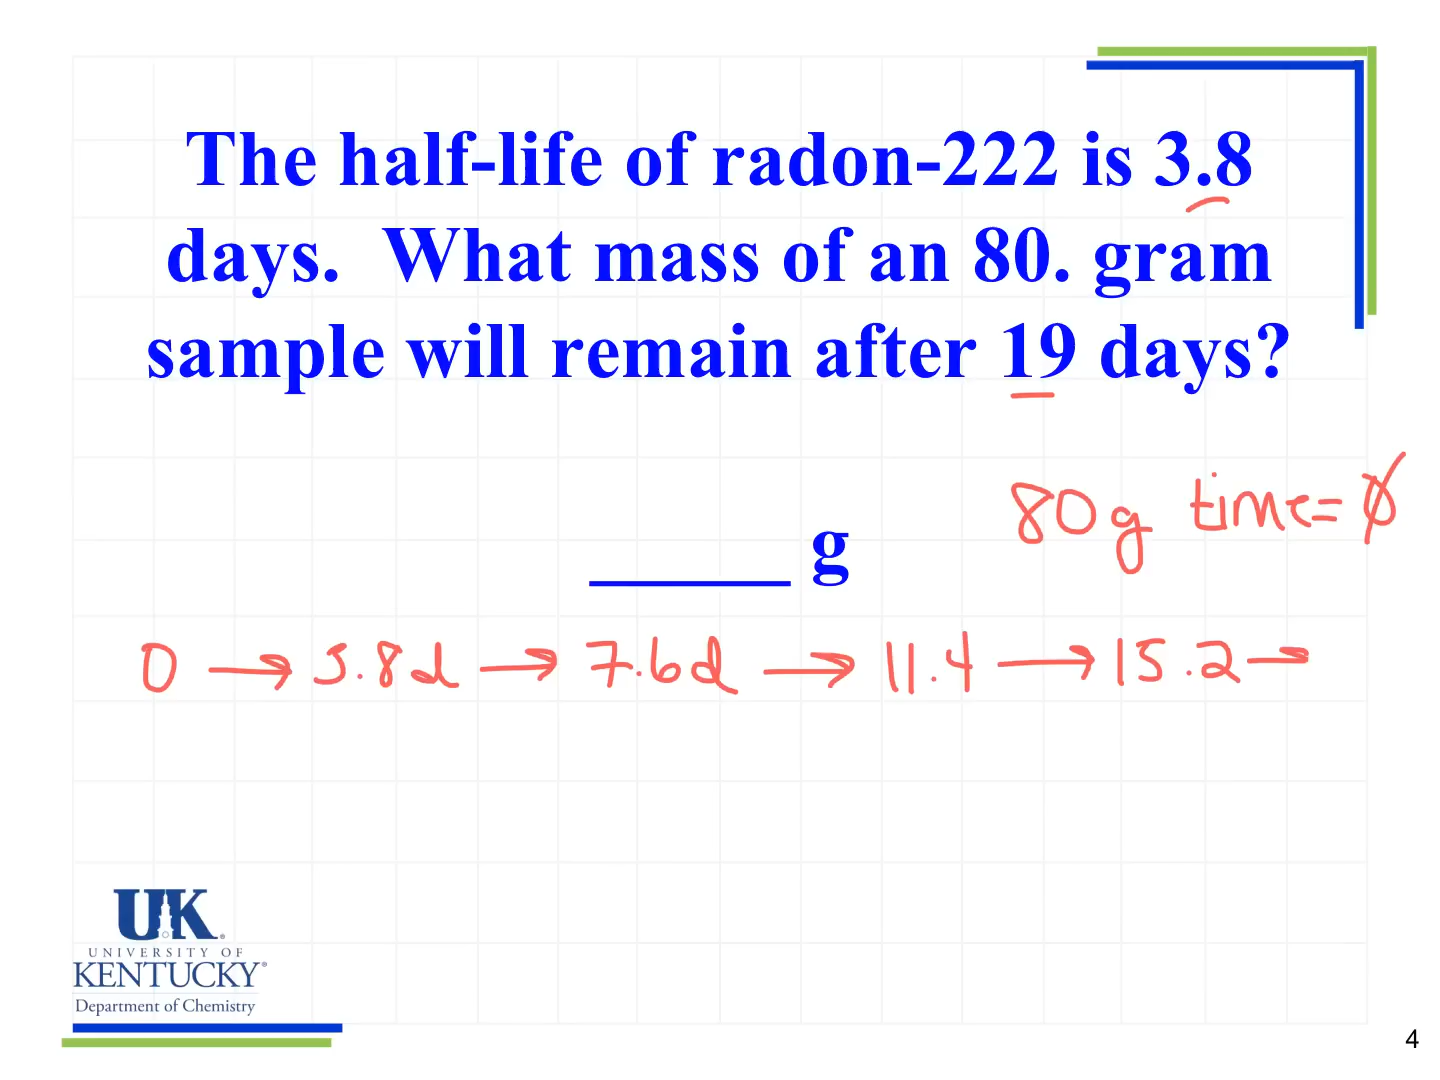 The half-life of radon-222 is 3.8
days. What mass of an 80. gram
sample will remain after 19 days?
80g time=0
_____ g
0 → 3.8d → 7.6d → 11.4 → 15.2 →
UK
UNIVERSITY OF
KENTUCKY®
Department of Chemistry
4